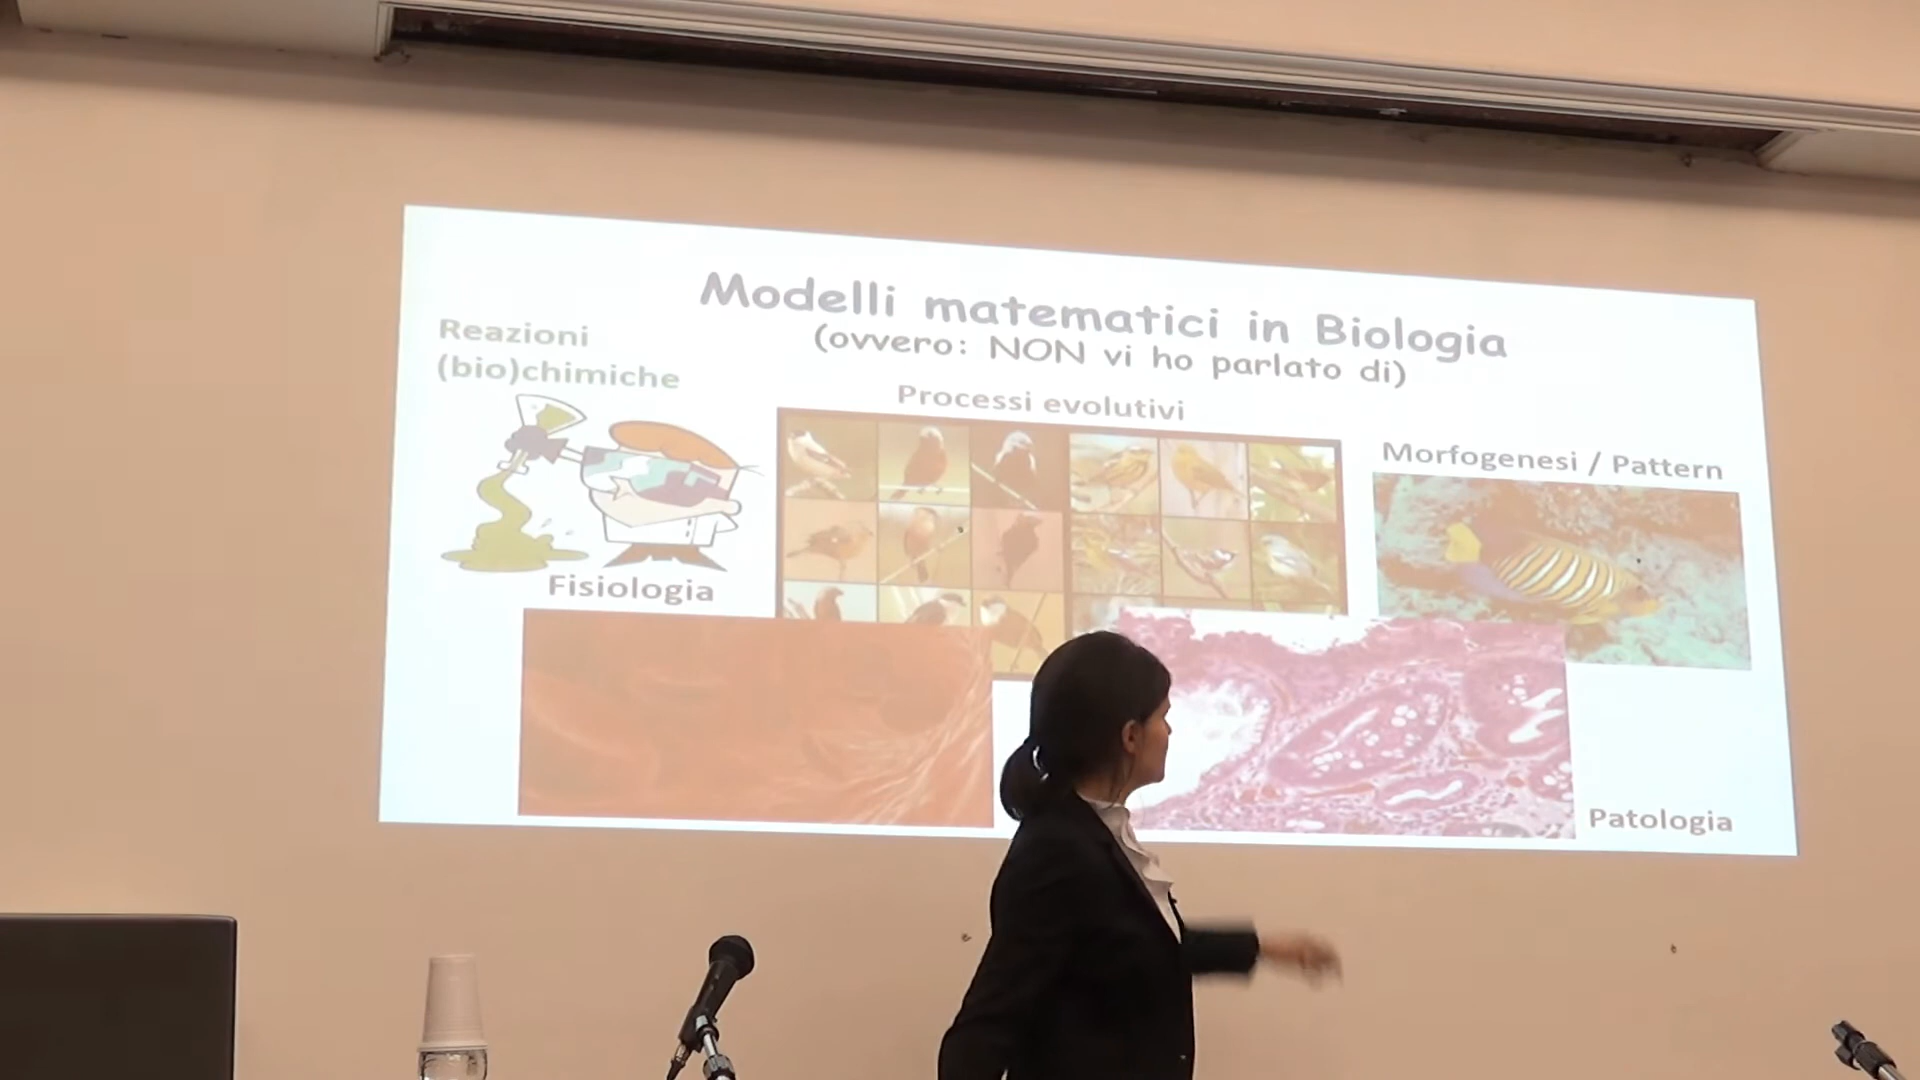 Modelli matematici in Biologia
(ovvero: NON vi ho parlato di)
Reazioni
(bio)chimiche
Processi evolutivi
Morfogenesi / Pattern
Fisiologia
Patologia